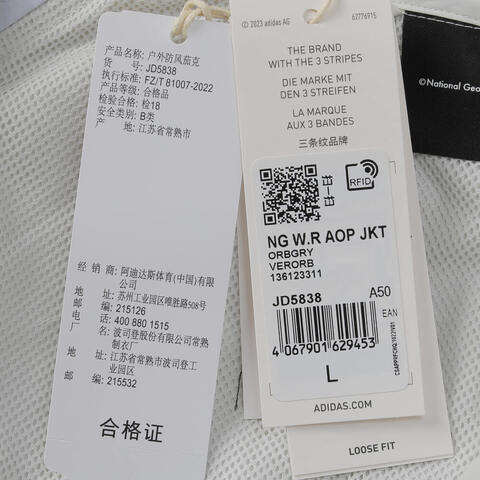 产品名称: 户外防风茄克
货 号: JD5838
执行标准: FZ/T 81007-2022
产品等级: 合格品
检验合格: 检18
安全类别: B类
产 地: 江苏省常熟市
经 销 商: 阿迪达斯体育(中国)有限
公司
地 址: 苏州工业园区唯胜路505号
邮 编: 215126
电 话: 400 880 1515
厂 名: 波司登股份有限公司常熟
制衣厂
地 址: 江苏省常熟市波司登工
业园区
邮 编: 215532
合格证
© 2023 adidas AG
62776915
THE BRAND
WITH THE 3 STRIPES
DIE MARKE MIT
DEN 3 STREIFEN
LA MARQUE
AUX 3 BANDES
三条纹品牌
RFID
NG W.R AOP JKT
ORBGRY
VERORB
136123311
JD5838
A50
EAN
4 067901 629453
L
ADIDAS.COM
LOOSE FIT
©National Geo